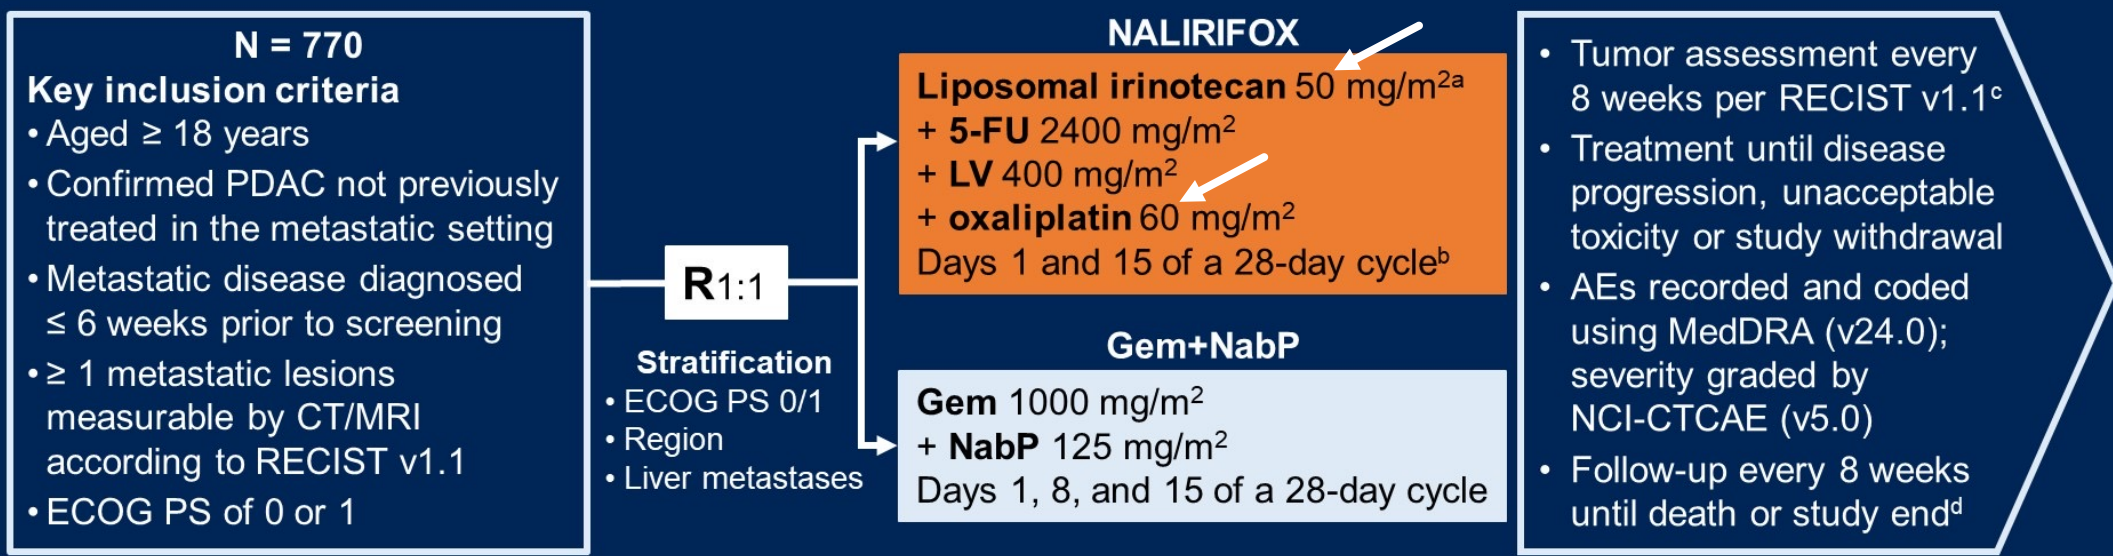 N = 770
Key inclusion criteria
• Aged ≥ 18 years
• Confirmed PDAC not previously
treated in the metastatic setting
• Metastatic disease diagnosed
≤ 6 weeks prior to screening
• ≥ 1 metastatic lesions
measurable by CT/MRI
according to RECIST v1.1
• ECOG PS of 0 or 1
R1:1
Stratification
• ECOG PS 0/1
• Region
• Liver metastases
NALIRIFOX
Liposomal irinotecan 50 mg/m²ᵃ
+ 5-FU 2400 mg/m²
+ LV 400 mg/m²
+ oxaliplatin 60 mg/m²
Days 1 and 15 of a 28-day cycleᵇ
Gem+NabP
Gem 1000 mg/m²
+ NabP 125 mg/m²
Days 1, 8, and 15 of a 28-day cycle
• Tumor assessment every
8 weeks per RECIST v1.1ᶜ
• Treatment until disease
progression, unacceptable
toxicity or study withdrawal
• AEs recorded and coded
using MedDRA (v24.0);
severity graded by
NCI-CTCAE (v5.0)
• Follow-up every 8 weeks
until death or study endᵈ